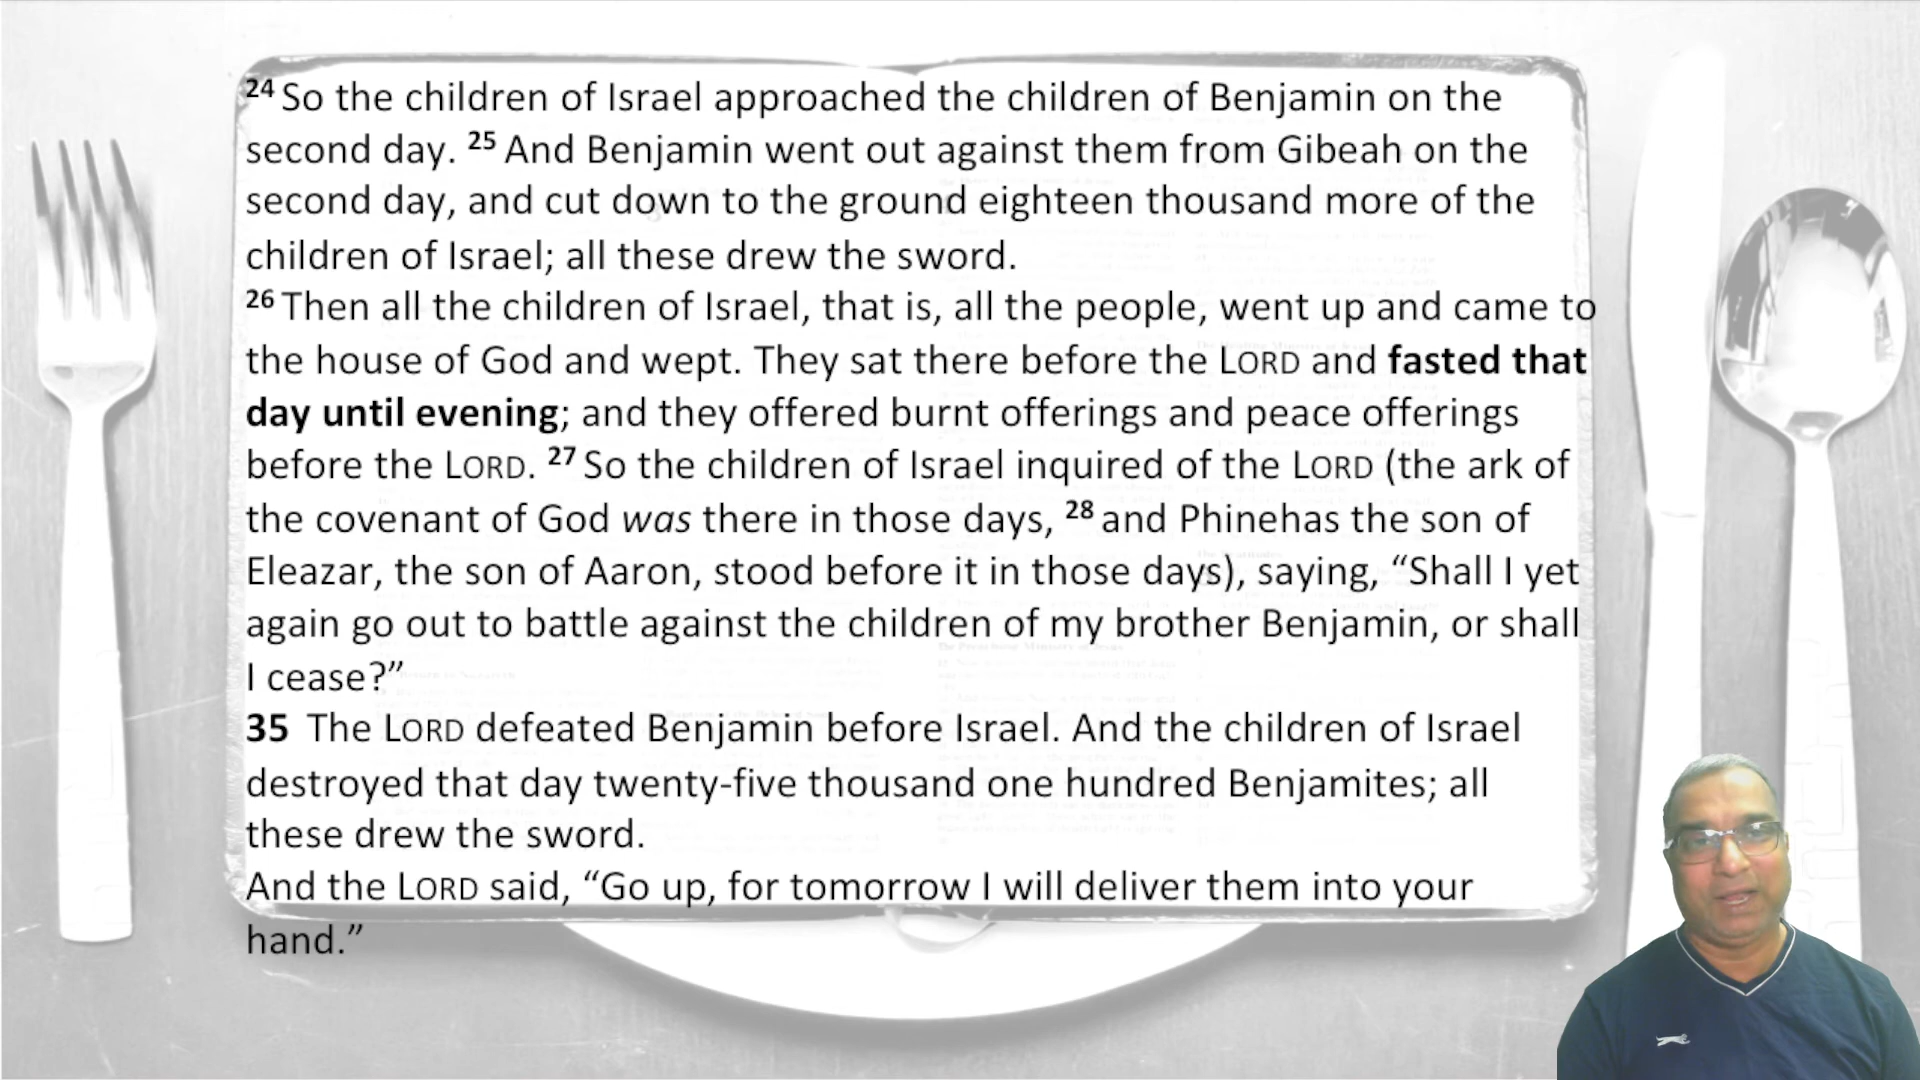 24 So the children of Israel approached the children of Benjamin on the
second day. 25 And Benjamin went out against them from Gibeah on the
second day, and cut down to the ground eighteen thousand more of the
children of Israel; all these drew the sword.
26 Then all the children of Israel, that is, all the people, went up and came to
the house of God and wept. They sat there before the LORD and fasted that
day until evening; and they offered burnt offerings and peace offerings
before the LORD. 27 So the children of Israel inquired of the LORD (the ark of
the covenant of God was there in those days, 28 and Phinehas the son of
Eleazar, the son of Aaron, stood before it in those days), saying, “Shall I yet
again go out to battle against the children of my brother Benjamin, or shall
I cease?”
35 The LORD defeated Benjamin before Israel. And the children of Israel
destroyed that day twenty-five thousand one hundred Benjamites; all
these drew the sword.
And the LORD said, “Go up, for tomorrow I will deliver them into your
hand.”